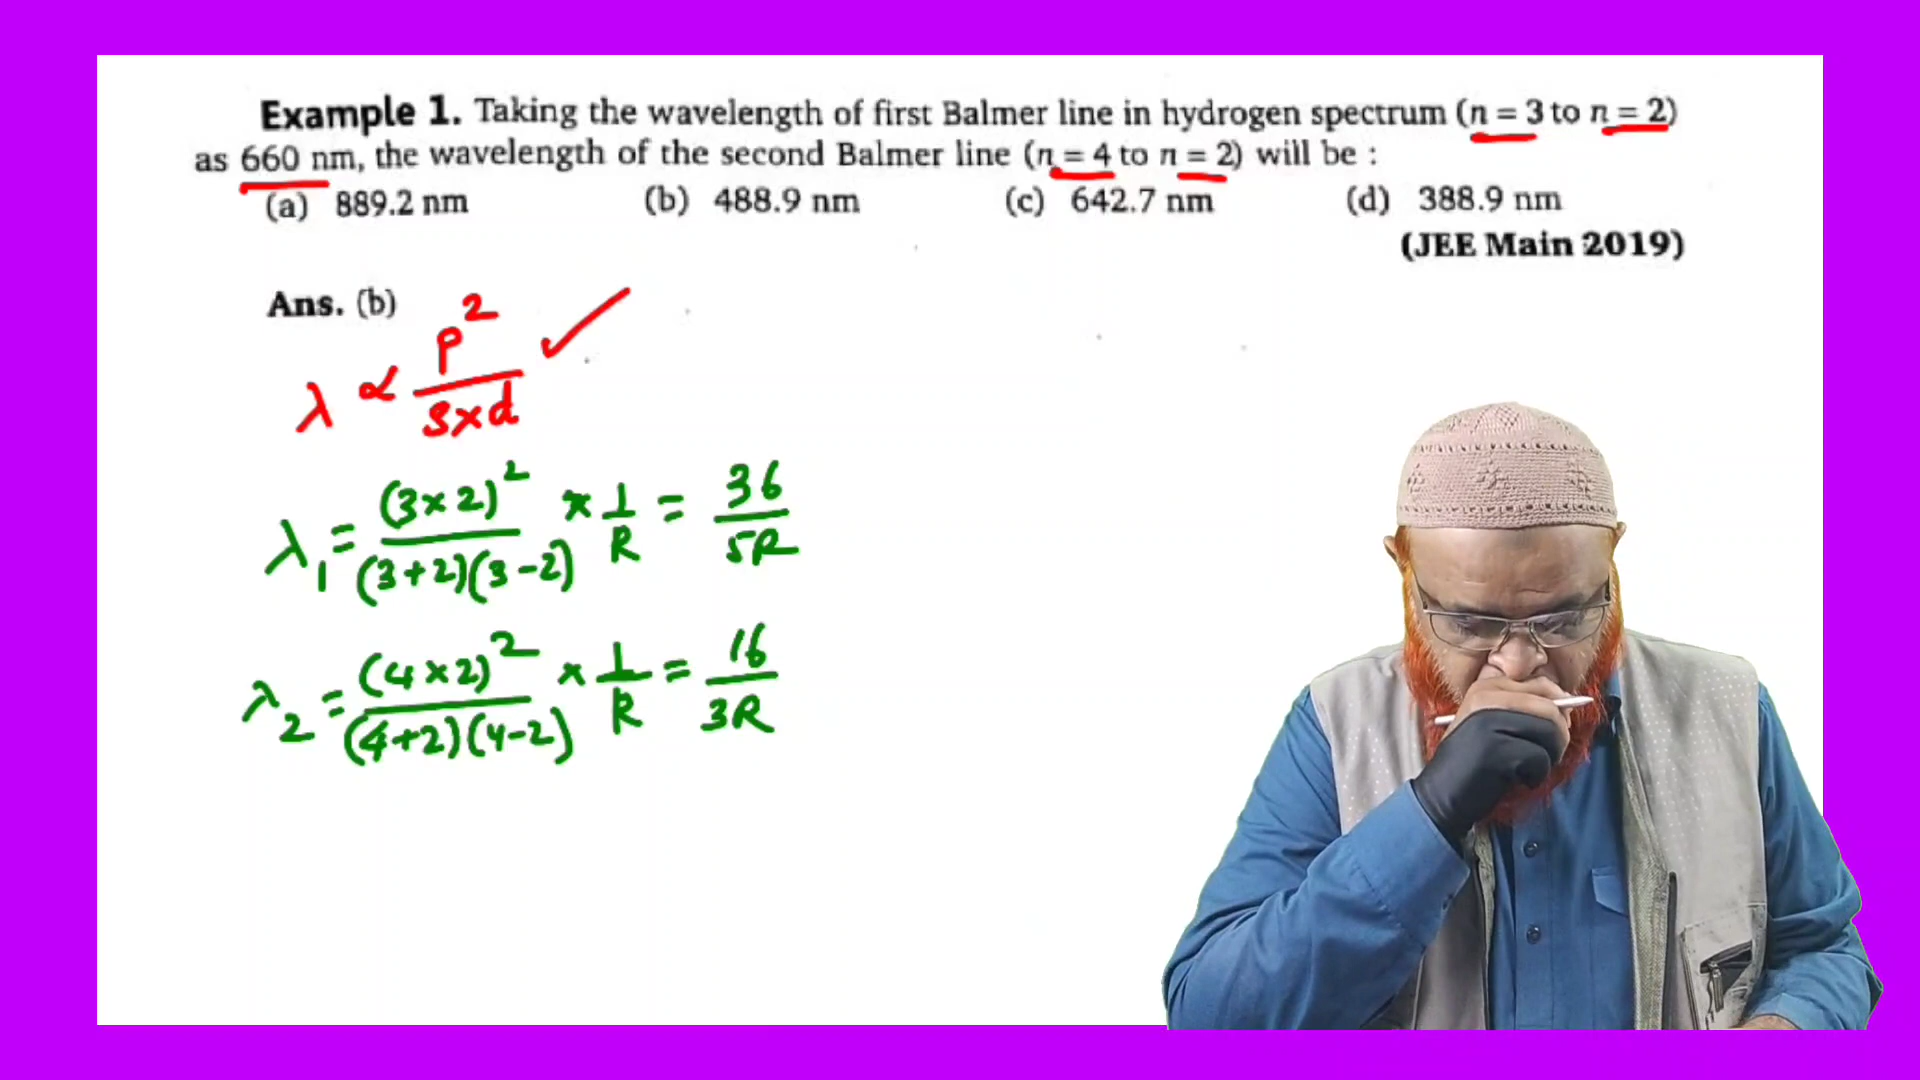 Example 1. Taking the wavelength of first Balmer line in hydrogen spectrum (n = 3 to n = 2)
as 660 nm, the wavelength of the second Balmer line (n = 4 to n = 2) will be :
(a) 889.2 nm (b) 488.9 nm (c) 642.7 nm (d) 388.9 nm
(JEE Main 2019)
Ans. (b)
λ ∝ P² / s×d ✓
λ₁ = (3×2)² / (3+2)(3-2) × 1/R = 36/5R
λ₂ = (4×2)² / (4+2)(4-2) × 1/R = 16/3R